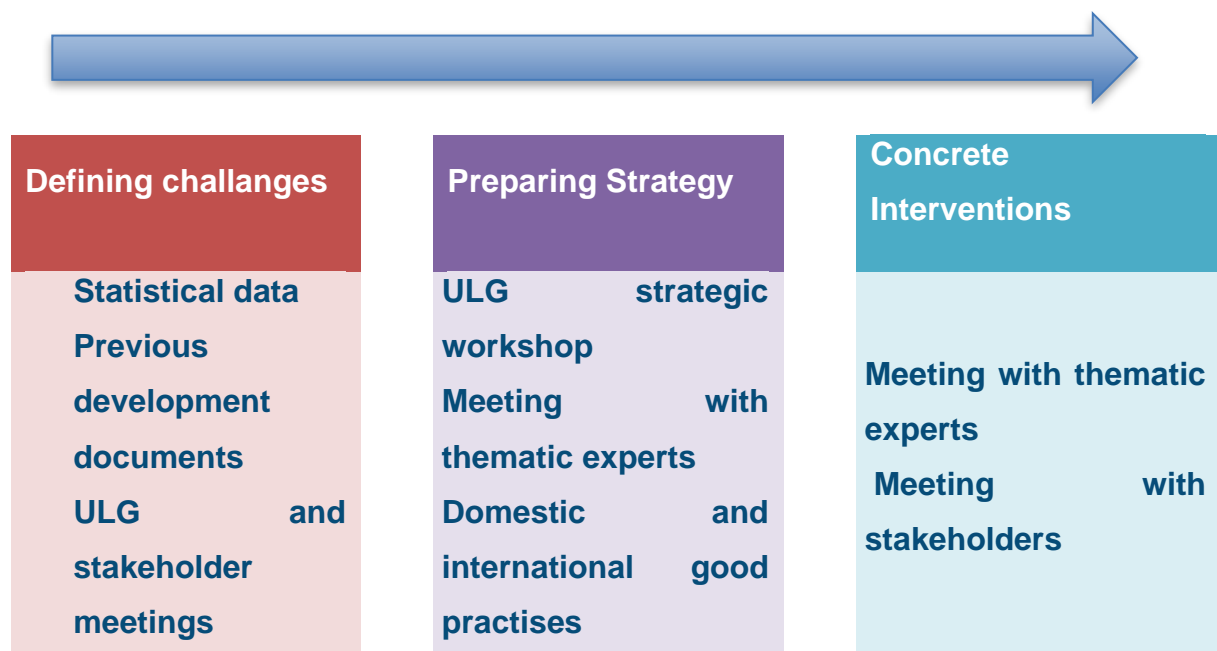 Defining challanges
Statistical data
Previous
development
documents
ULG and
stakeholder
meetings
Preparing Strategy
ULG strategic
workshop
Meeting with
thematic experts
Domestic and
international good
practises
Concrete
Interventions
Meeting with thematic
experts
Meeting with
stakeholders